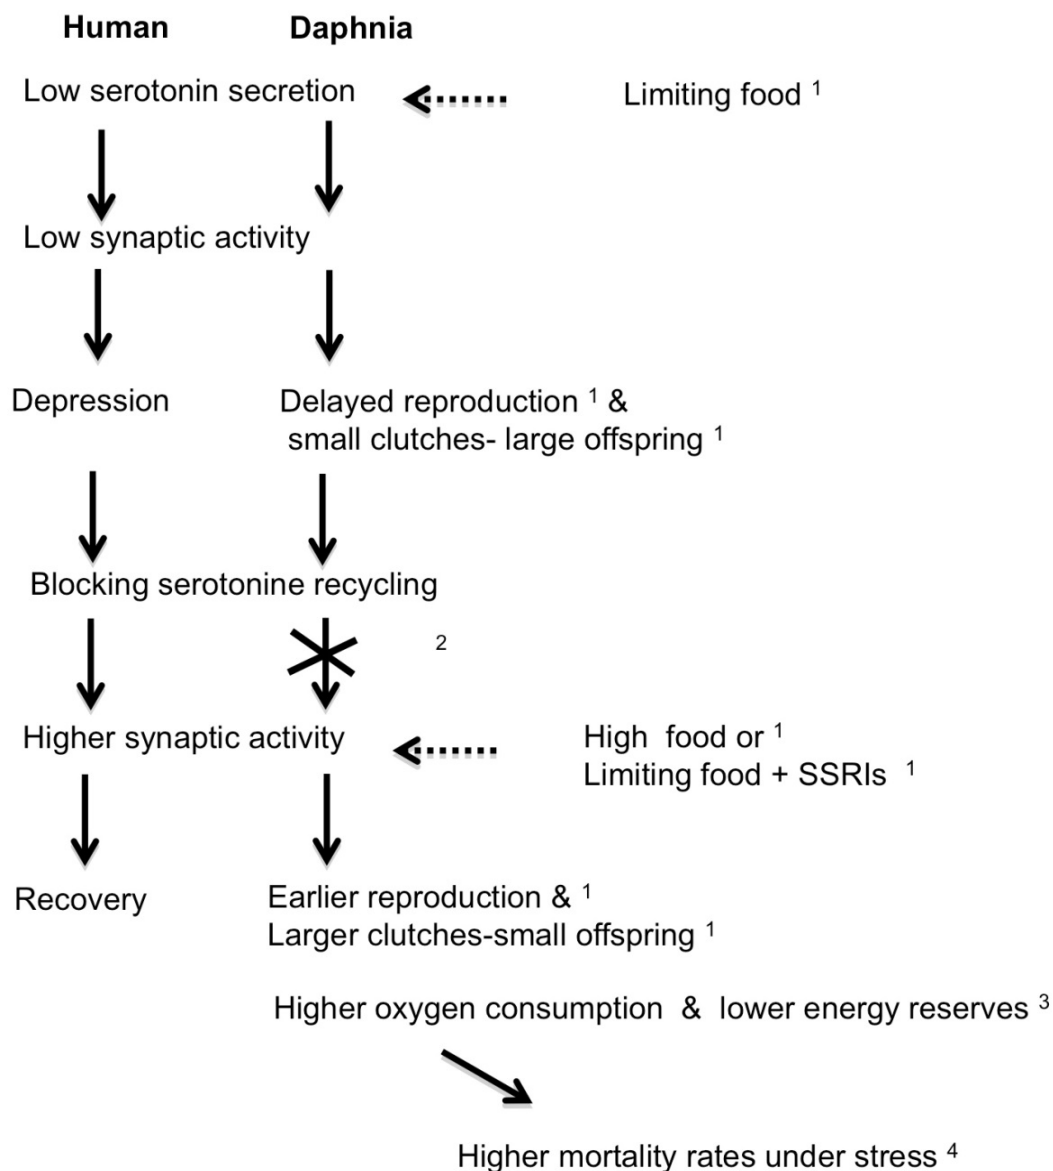 Human Daphnia
Low serotonin secretion Limiting food ¹
Low synaptic activity
Depression Delayed reproduction ¹ &
small clutches- large offspring ¹
Blocking serotonine recycling
²
Higher synaptic activity High food or ¹
Limiting food + SSRIs ¹
Recovery Earlier reproduction & ¹
Larger clutches-small offspring ¹
Higher oxygen consumption & lower energy reserves ³
Higher mortality rates under stress ⁴